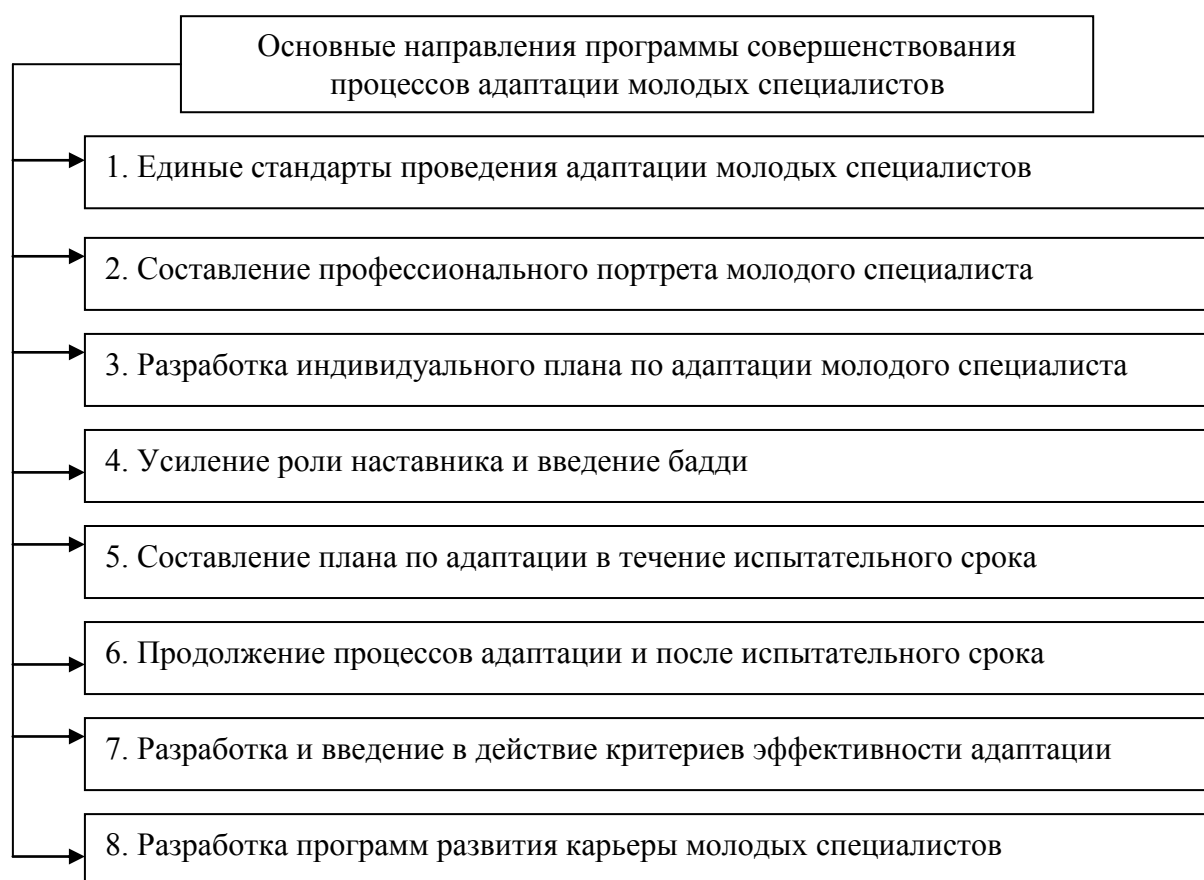 Основные направления программы совершенствования
процессов адаптации молодых специалистов
1. Единые стандарты проведения адаптации молодых специалистов
2. Составление профессионального портрета молодого специалиста
3. Разработка индивидуального плана по адаптации молодого специалиста
4. Усиление роли наставника и введение бадди
5. Составление плана по адаптации в течение испытательного срока
6. Продолжение процессов адаптации и после испытательного срока
7. Разработка и введение в действие критериев эффективности адаптации
8. Разработка программ развития карьеры молодых специалистов